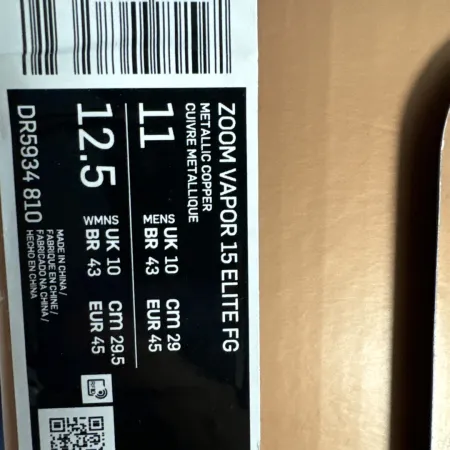 ZOOM VAPOR 15 ELITE FG
METALLIC COPPER
CUIVRE METALLIQUE
11
MENS
UK 10
BR 43
cm 29
EUR 45
12.5
WMNS
UK 10
BR 43
cm 29.5
EUR 45
MADE IN CHINA /
FABRIQUE EN CHINE /
FABRICADO NA CHINA /
HECHO EN CHINA
DR5934 810